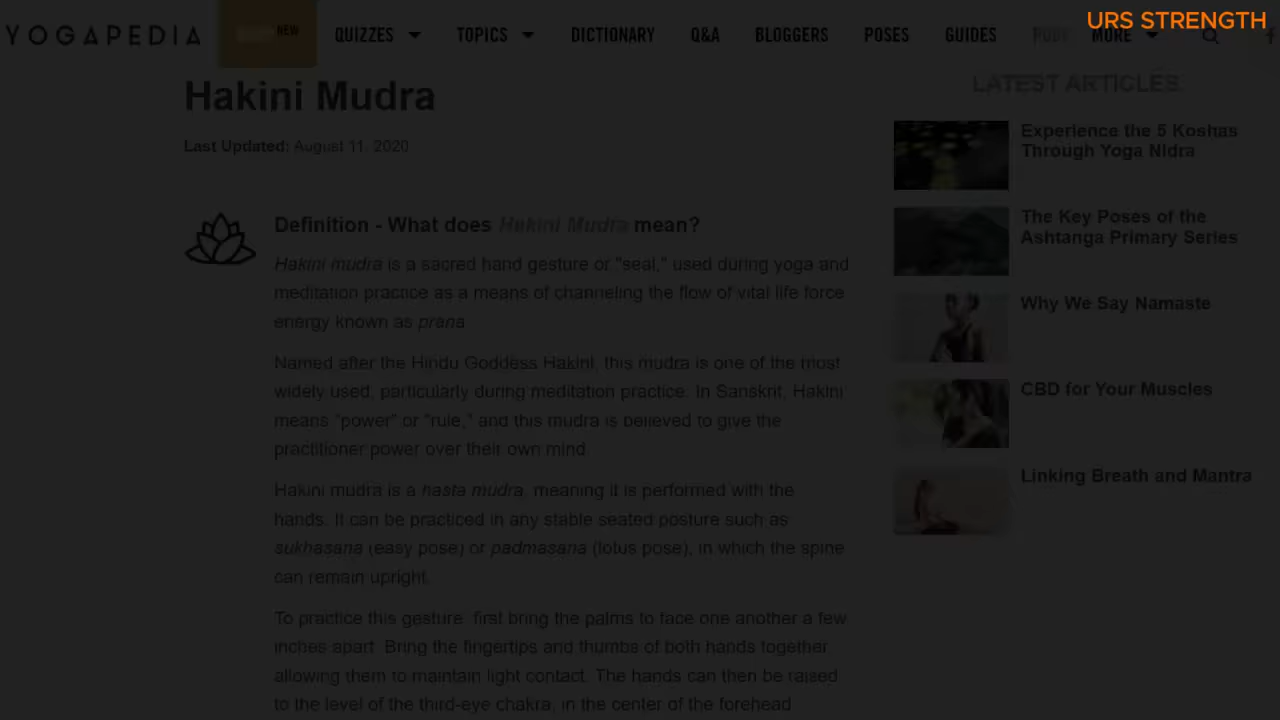 URS STRENGTH
YOGAPEDIA
NEW
QUIZZES
TOPICS
DICTIONARY
Q&A
BLOGGERS
POSES
GUIDES
MORE
Hakini Mudra
Last Updated: August 11, 2020
Definition - What does Hakini Mudra mean?
Hakini mudra is a sacred hand gesture or "seal," used during yoga and
meditation practice as a means of channeling the flow of vital life force
energy known as prana.
Named after the Hindu Goddess Hakini, this mudra is one of the most
widely used, particularly during meditation practice. In Sanskrit, Hakini
means "power" or "rule," and this mudra is believed to give the
practitioner power over their own mind.
Hakini mudra is a hasta mudra, meaning it is performed with the
hands. It can be practiced in any stable seated posture such as
sukhasana (easy pose) or padmasana (lotus pose), in which the spine
can remain upright.
To practice this gesture, first bring the palms to face one another a few
inches apart. Bring the fingertips and thumbs of both hands together
allowing them to maintain light contact. The hands can then be raised
to the level of the third-eye chakra, in the center of the forehead
LATEST ARTICLES
Experience the 5 Koshas
Through Yoga Nidra
The Key Poses of the
Ashtanga Primary Series
Why We Say Namaste
CBD for Your Muscles
Linking Breath and Mantra